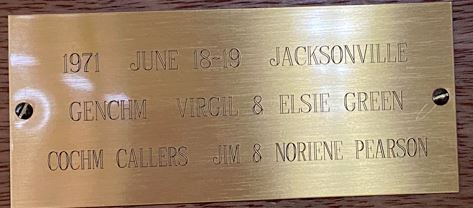 1971 JUNE 18-19 JACKSONVILLE
GENCHM VIRGIL & ELSIE GREEN
COCHM CALLERS JIM & NORIENE PEARSON